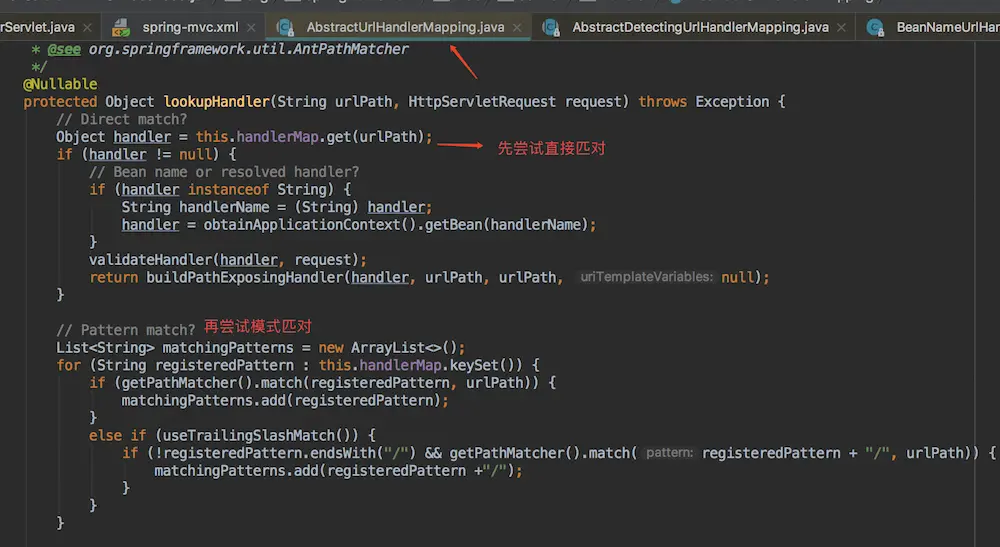 rServlet.java × spring-mvc.xml × AbstractUrlHandlerMapping.java × AbstractDetectingUrlHandlerMapping.java × BeanNameUrlHan
* @see org.springframework.util.AntPathMatcher
*/
@Nullable
protected Object lookupHandler(String urlPath, HttpServletRequest request) throws Exception {
// Direct match?
Object handler = this.handlerMap.get(urlPath); 先尝试直接匹对
if (handler != null) {
// Bean name or resolved handler?
if (handler instanceof String) {
String handlerName = (String) handler;
handler = obtainApplicationContext().getBean(handlerName);
}
validateHandler(handler, request);
return buildPathExposingHandler(handler, urlPath, urlPath, uriTemplateVariables: null);
}
// Pattern match? 再尝试模式匹对
List<String> matchingPatterns = new ArrayList<>();
for (String registeredPattern : this.handlerMap.keySet()) {
if (getPathMatcher().match(registeredPattern, urlPath)) {
matchingPatterns.add(registeredPattern);
}
else if (useTrailingSlashMatch()) {
if (!registeredPattern.endsWith("/") && getPathMatcher().match( pattern: registeredPattern + "/", urlPath)) {
matchingPatterns.add(registeredPattern +"/");
}
}
}